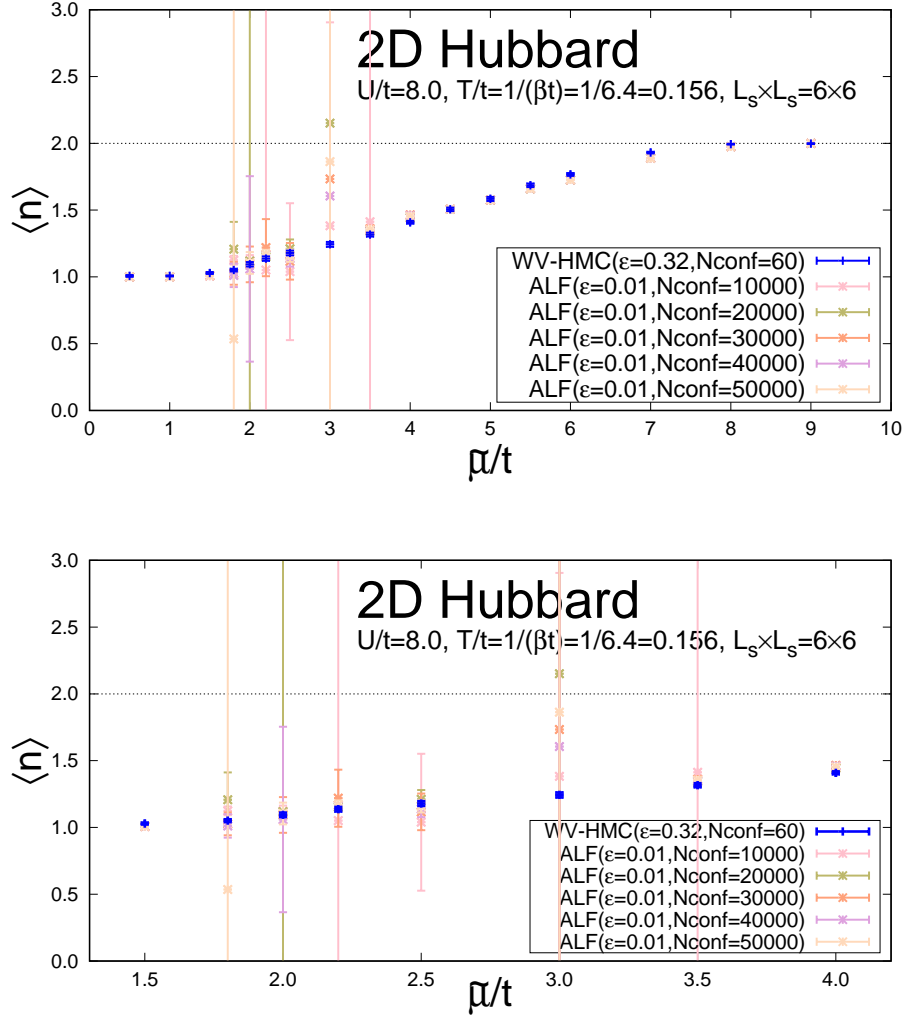 3.0
2D Hubbard
U/t=8.0, T/t=1/(βt)=1/6.4=0.156, Ls×Ls=6×6
2.5
2.0
1.5
⟨n⟩
1.0
WV-HMC(ε=0.32,Nconf=60)
ALF(ε=0.01,Nconf=10000)
ALF(ε=0.01,Nconf=20000)
ALF(ε=0.01,Nconf=30000)
ALF(ε=0.01,Nconf=40000)
ALF(ε=0.01,Nconf=50000)
0.5
0.0
0 1 2 3 4 5 6 7 8 9 10
μ̃/t
3.0
2D Hubbard
U/t=8.0, T/t=1/(βt)=1/6.4=0.156, Ls×Ls=6×6
2.5
2.0
1.5
⟨n⟩
1.0
WV-HMC(ε=0.32,Nconf=60)
ALF(ε=0.01,Nconf=10000)
ALF(ε=0.01,Nconf=20000)
ALF(ε=0.01,Nconf=30000)
ALF(ε=0.01,Nconf=40000)
ALF(ε=0.01,Nconf=50000)
0.5
0.0
1.5 2.0 2.5 3.0 3.5 4.0
μ̃/t